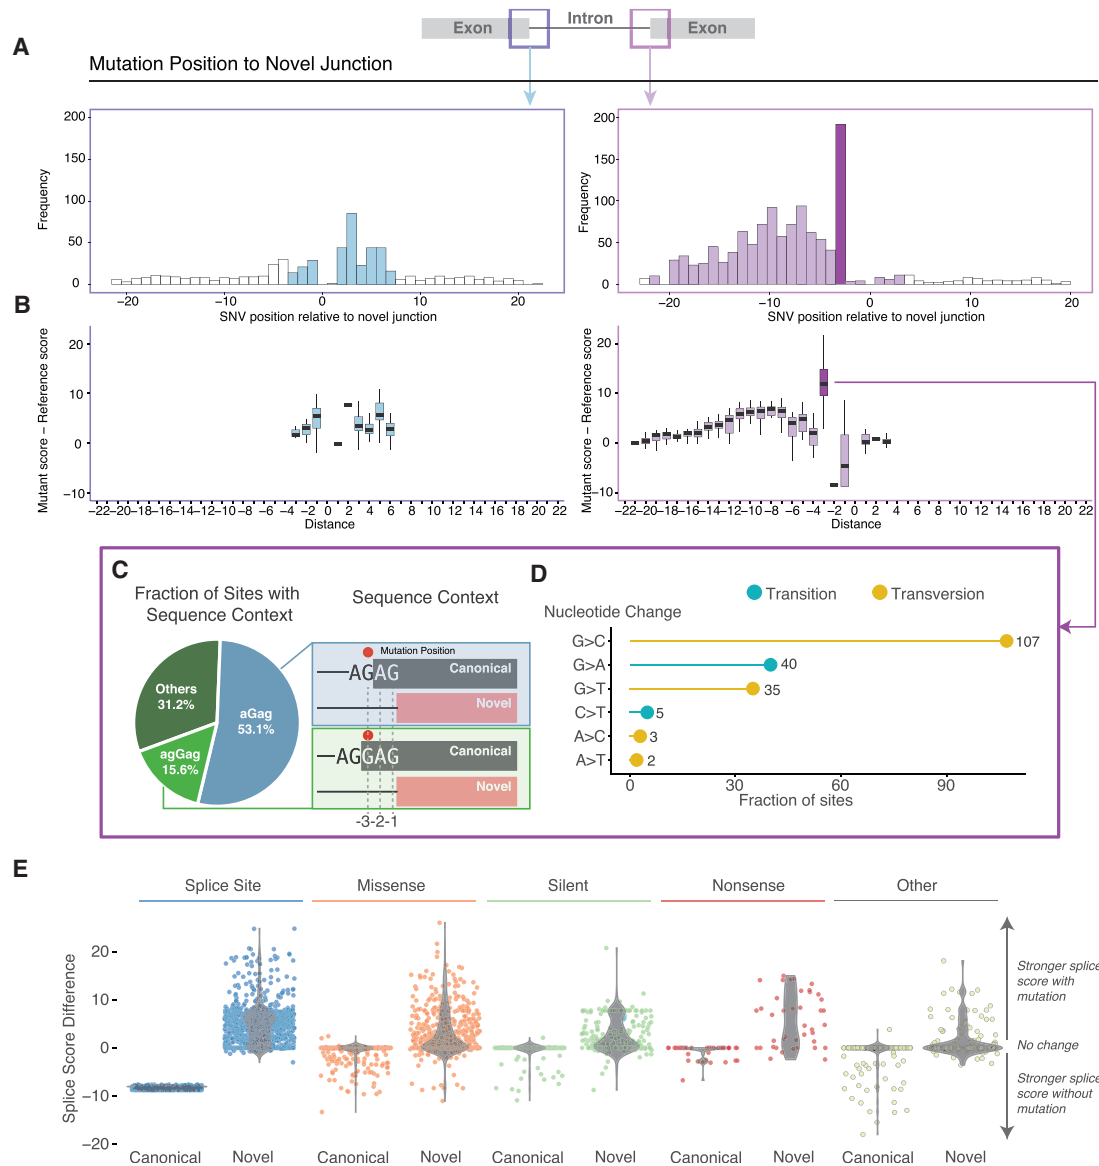 Exon
Intron
Exon
A
Mutation Position to Novel Junction
200
150
100
50
0
Frequency
−20
−10
0
10
20
SNV position relative to novel junction
200
150
100
50
0
Frequency
−20
−10
0
10
20
SNV position relative to novel junction
B
Mutant score − Reference score
20
10
0
−10
−22−20−18−16−14−12−10−8 −6 −4 −2 0 2 4 6 8 10 12 14 16 18 20 22
Distance
Mutant score − Reference score
20
10
0
−10
−22−20−18−16−14−12−10−8 −6 −4 −2 0 2 4 6 8 10 12 14 16 18 20 22
Distance
C
Fraction of Sites with
Sequence Context
Others
31.2%
aGag
53.1%
agGag
15.6%
Sequence Context
Mutation Position
AGAG
Canonical
Novel
AGGAG
Canonical
Novel
-3-2-1
D
Transition
Transversion
Nucleotide Change
G>C
107
G>A
40
G>T
35
C>T
5
A>C
3
A>T
2
0
30
60
90
Fraction of sites
E
Splice Site
Missense
Silent
Nonsense
Other
Splice Score Difference
20
10
0
−10
−20
Stronger splice
score with
mutation
No change
Stronger splice
score without
mutation
Canonical
Novel
Canonical
Novel
Canonical
Novel
Canonical
Novel
Canonical
Novel